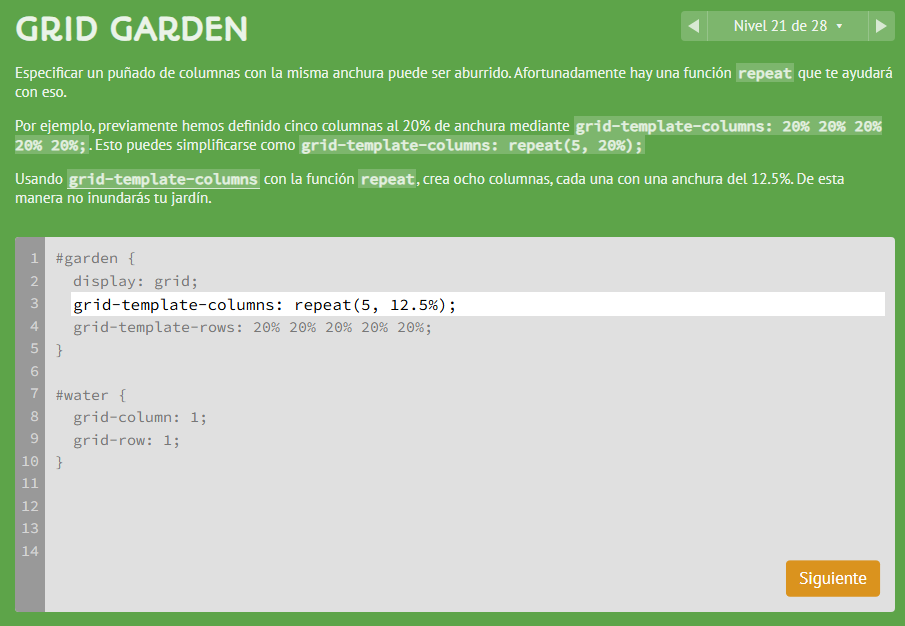 GRID GARDEN
Nivel 21 de 28
Especificar un puñado de columnas con la misma anchura puede ser aburrido. Afortunadamente hay una función repeat que te ayudará
con eso.
Por ejemplo, previamente hemos definido cinco columnas al 20% de anchura mediante grid-template-columns: 20% 20% 20%
20% 20%;. Esto puedes simplificarse como grid-template-columns: repeat(5, 20%);
Usando grid-template-columns con la función repeat, crea ocho columnas, cada una con una anchura del 12.5%. De esta
manera no inundarás tu jardín.
1 #garden {
2 display: grid;
3 grid-template-columns: repeat(5, 12.5%);
4 grid-template-rows: 20% 20% 20% 20% 20%;
5 }
6
7 #water {
8 grid-column: 1;
9 grid-row: 1;
10 }
11
12
13
14
Siguiente